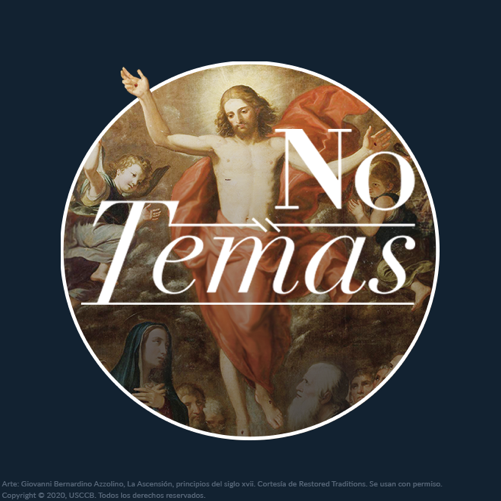 No
Temas
Arte: Giovanni Bernardino Azzolino, La Ascensión, principios del siglo xvii. Cortesía de Restored Traditions. Se usan con permiso.
Copyright © 2020, USCCB. Todos los derechos reservados.